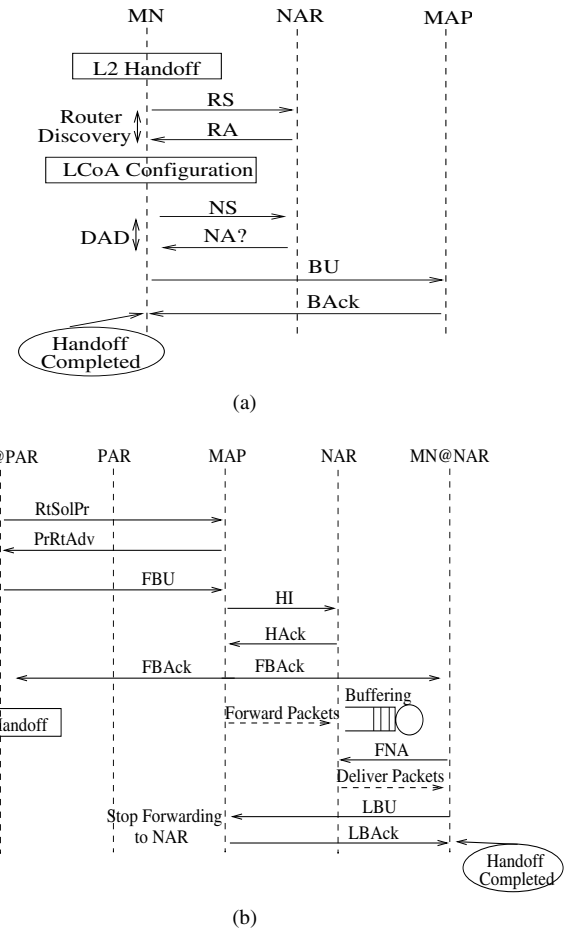 MN NAR MAP
L2 Handoff
RS
Router
Discovery
RA
LCoA Configuration
NS
DAD
NA?
BU
BAck
Handoff
Completed
(a)
@PAR PAR MAP NAR MN@NAR
RtSolPr
PrRtAdv
FBU
HI
HAck
FBAck FBAck
Buffering
Forward Packets
andoff
FNA
Deliver Packets
LBU
Stop Forwarding
to NAR
LBAck
Handoff
Completed
(b)